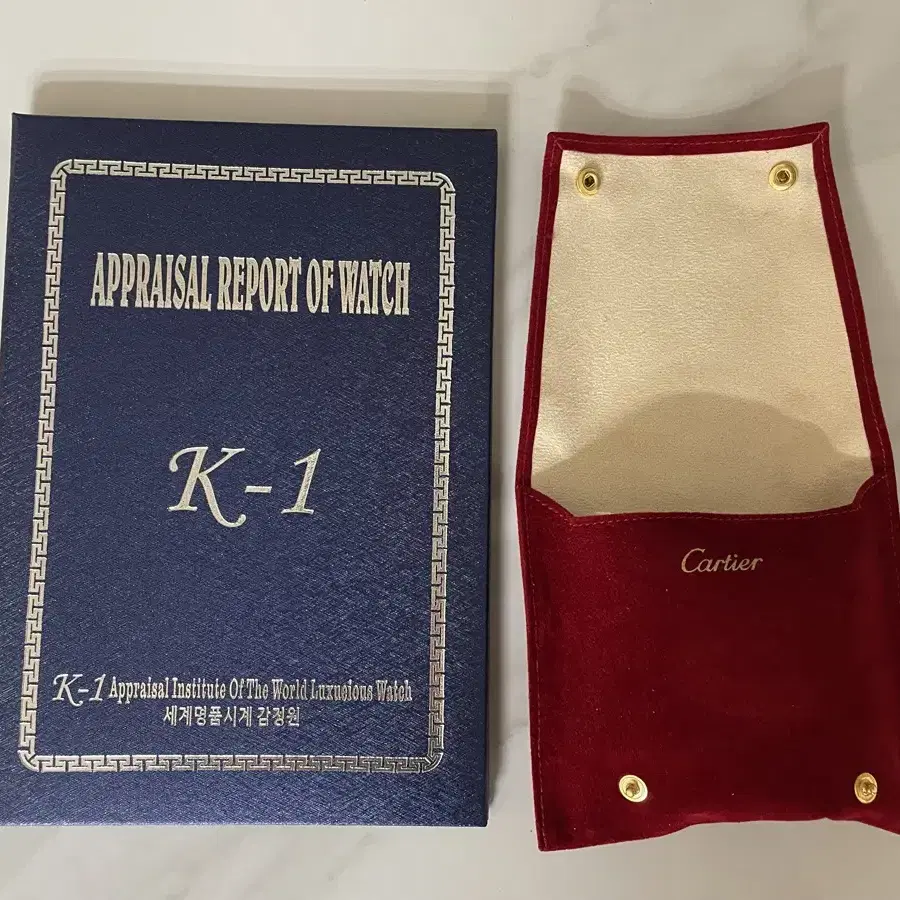 APPRAISAL REPORT OF WATCH
K-1
K-1 Appraisal Institute Of The World Luxucious Watch
세계명품시계 감정원
Cartier